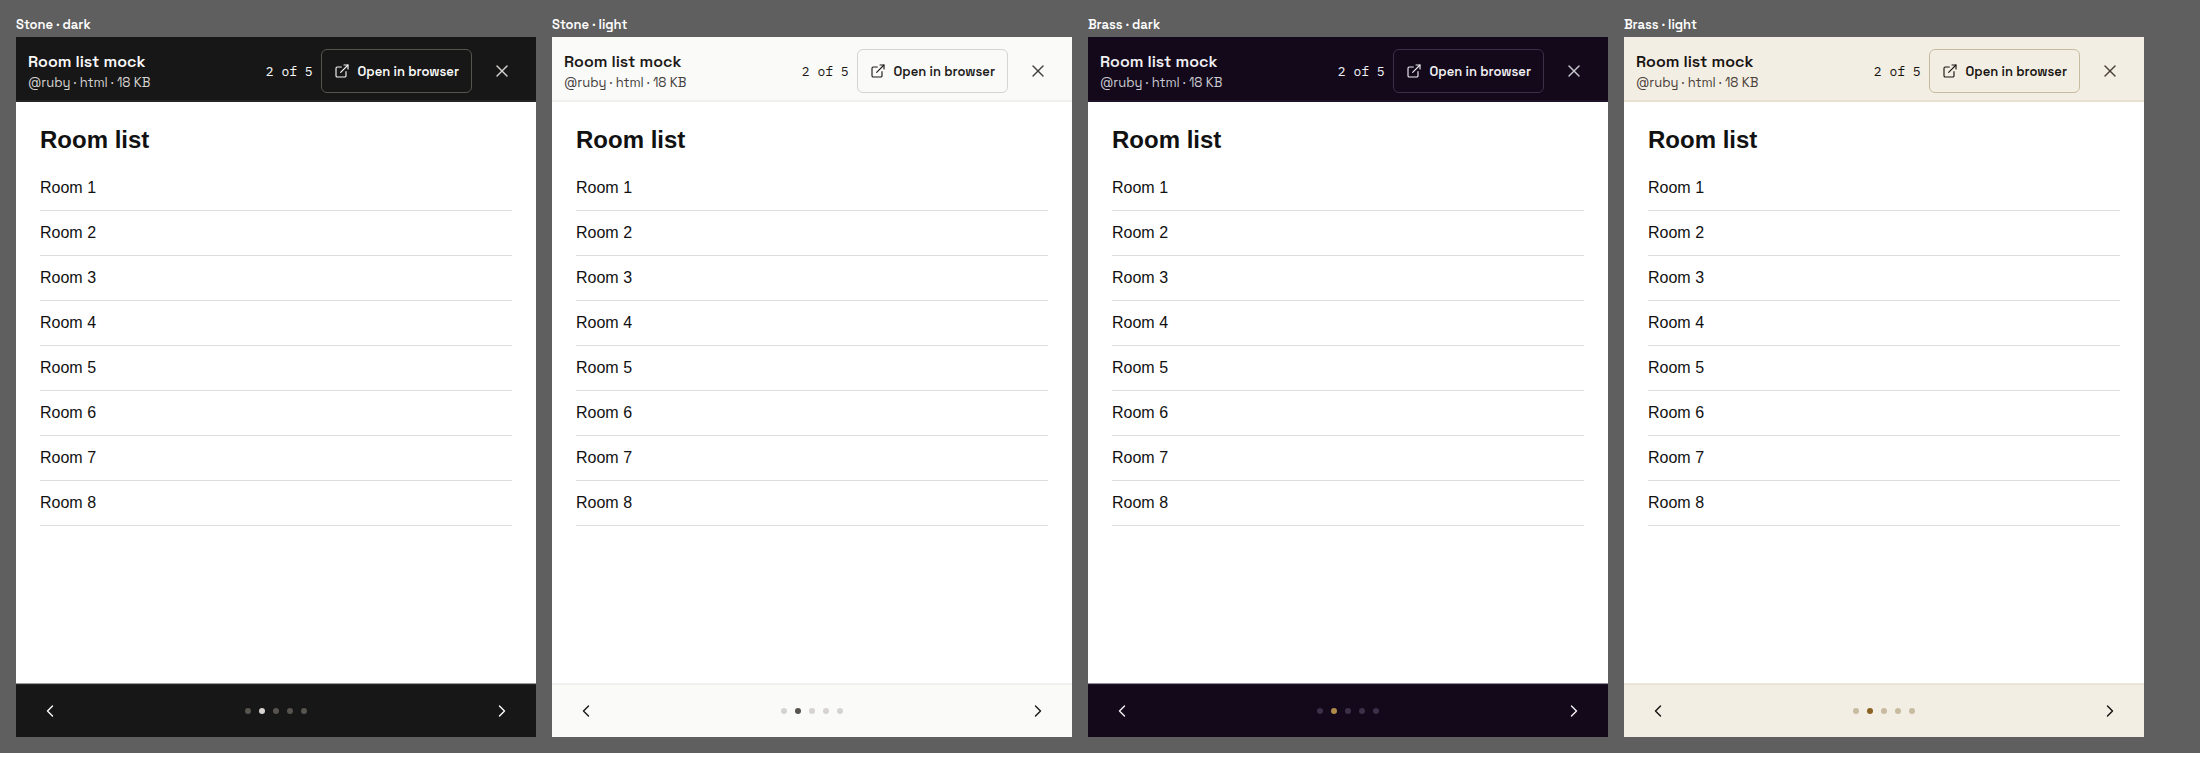 Stone · dark
Room list mock
@ruby · html · 18 KB
2 of 5
Open in browser
Room list
Room 1
Room 2
Room 3
Room 4
Room 5
Room 6
Room 7
Room 8
Stone · light
Room list mock
@ruby · html · 18 KB
2 of 5
Open in browser
Room list
Room 1
Room 2
Room 3
Room 4
Room 5
Room 6
Room 7
Room 8
Brass · dark
Room list mock
@ruby · html · 18 KB
2 of 5
Open in browser
Room list
Room 1
Room 2
Room 3
Room 4
Room 5
Room 6
Room 7
Room 8
Brass · light
Room list mock
@ruby · html · 18 KB
2 of 5
Open in browser
Room list
Room 1
Room 2
Room 3
Room 4
Room 5
Room 6
Room 7
Room 8